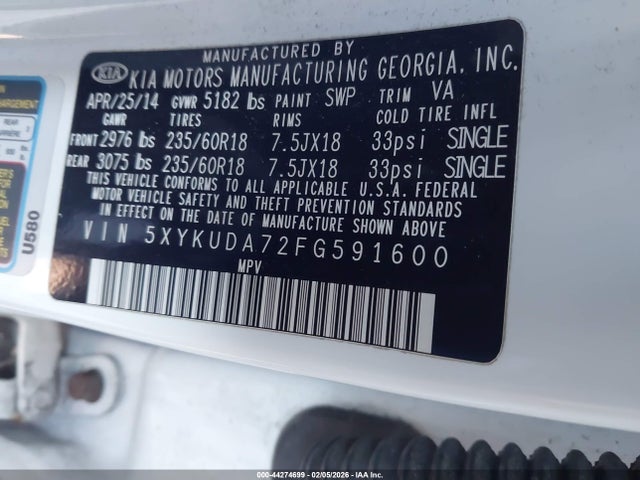 MANUFACTURED BY
KIA KIA MOTORS MANUFACTURING GEORGIA, INC.
APR/25/14 GVWR 5182 lbs PAINT SWP TRIM VA
GAWR TIRES RIMS COLD TIRE INFL
FRONT 2976 lbs 235/60R18 7.5JX18 33psi SINGLE
REAR 3075 lbs 235/60R18 7.5JX18 33psi SINGLE
THIS VEHICLE CONFORMS TO ALL APPLICABLE U.S.A. FEDERAL
MOTOR VEHICLE SAFETY AND THEFT PREVENTION STANDARDS
IN EFFECT ON THE DATE OF MANUFACTURE SHOWN ABOVE.
VIN 5XYKUDA72FG591600
MPV
U580
000-44274699 | 02/05/2026 | IAA Inc.